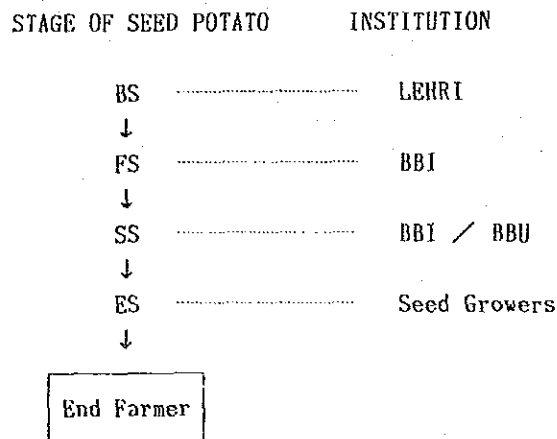 STAGE OF SEED POTATO INSTITUTION
BS LEHRI
↓
FS BBI
↓
SS BBI / BBU
↓
ES Seed Growers
↓
End Farmer